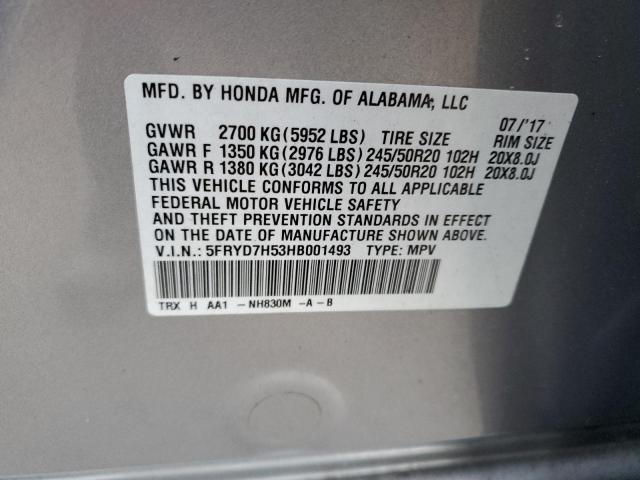 MFD. BY HONDA MFG. OF ALABAMA, LLC
07/'17
GVWR 2700 KG(5952 LBS) TIRE SIZE RIM SIZE
GAWR F 1350 KG(2976 LBS) 245/50R20 102H 20X8.0J
GAWR R 1380 KG(3042 LBS) 245/50R20 102H 20X8.0J
THIS VEHICLE CONFORMS TO ALL APPLICABLE
FEDERAL MOTOR VEHICLE SAFETY
AND THEFT PREVENTION STANDARDS IN EFFECT
ON THE DATE OF MANUFACTURE SHOWN ABOVE.
V.I.N.: 5FRYD7H53HB001493 TYPE: MPV
TRX H AA1 -NH830M -A-B